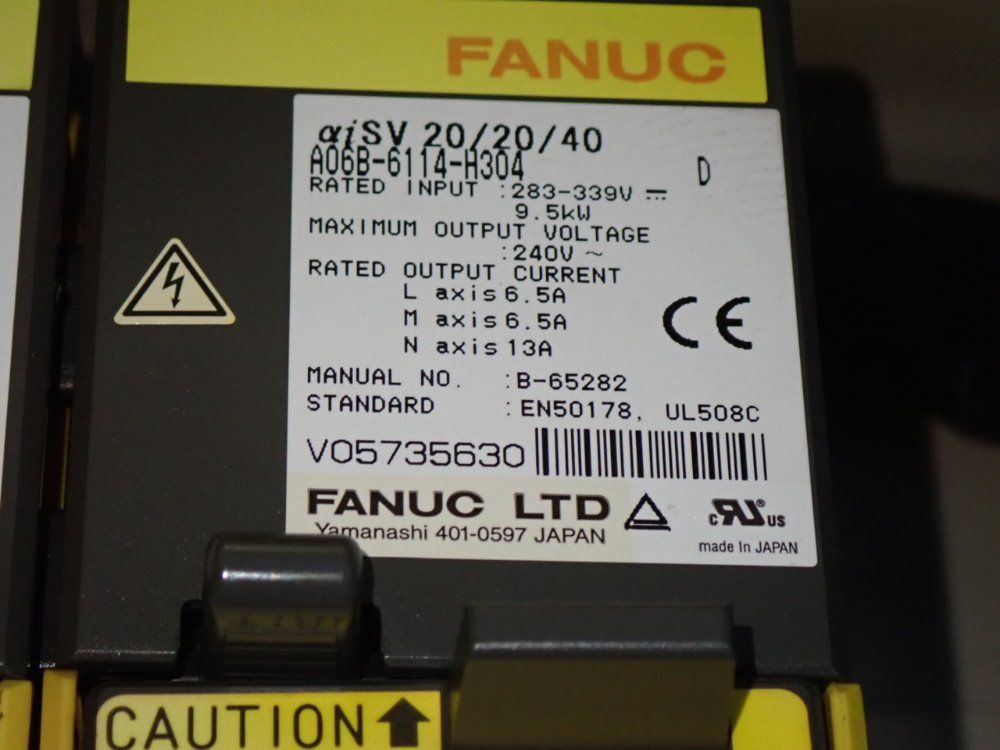 FANUC
αiSV 20/20/40
A06B-6114-H304 D
RATED INPUT :283-339V ⎓
9.5kW
MAXIMUM OUTPUT VOLTAGE
:240V ~
RATED OUTPUT CURRENT
L axis 6.5A
M axis 6.5A
N axis 13A
CE
MANUAL NO. :B-65282
STANDARD :EN50178, UL508C
V05735630
FANUC LTD
Yamanashi 401-0597 JAPAN
c RU ® US
made In JAPAN
CAUTION